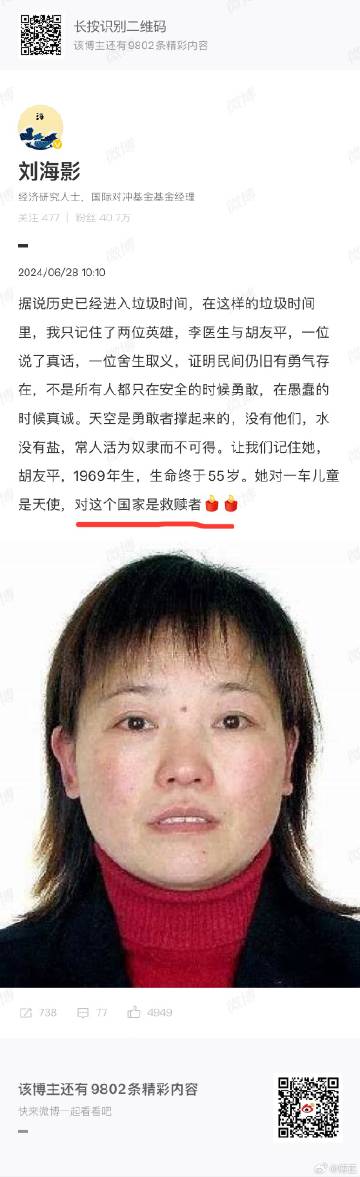 长按识别二维码
该博主还有9802条精彩内容
刘海影
经济研究人士，国际对冲基金基金经理
关注 477 | 粉丝 40.7万
2024/06/28 10:10
据说历史已经进入垃圾时间，在这样的垃圾时间
里，我只记住了两位英雄，李医生与胡友平，一位
说了真话，一位舍生取义，证明民间仍旧有勇气存
在，不是所有人都只在安全的时候勇敢，在愚蠢的
时候真诚。天空是勇敢者撑起来的，没有他们，水
没有盐，常人活为奴隶而不可得。让我们记住她，
胡友平，1969年生，生命终于55岁。她对一车儿童
是天使，对这个国家是救赎者
738 77 4949
该博主还有9802条精彩内容
快来微博一起看看吧
微博